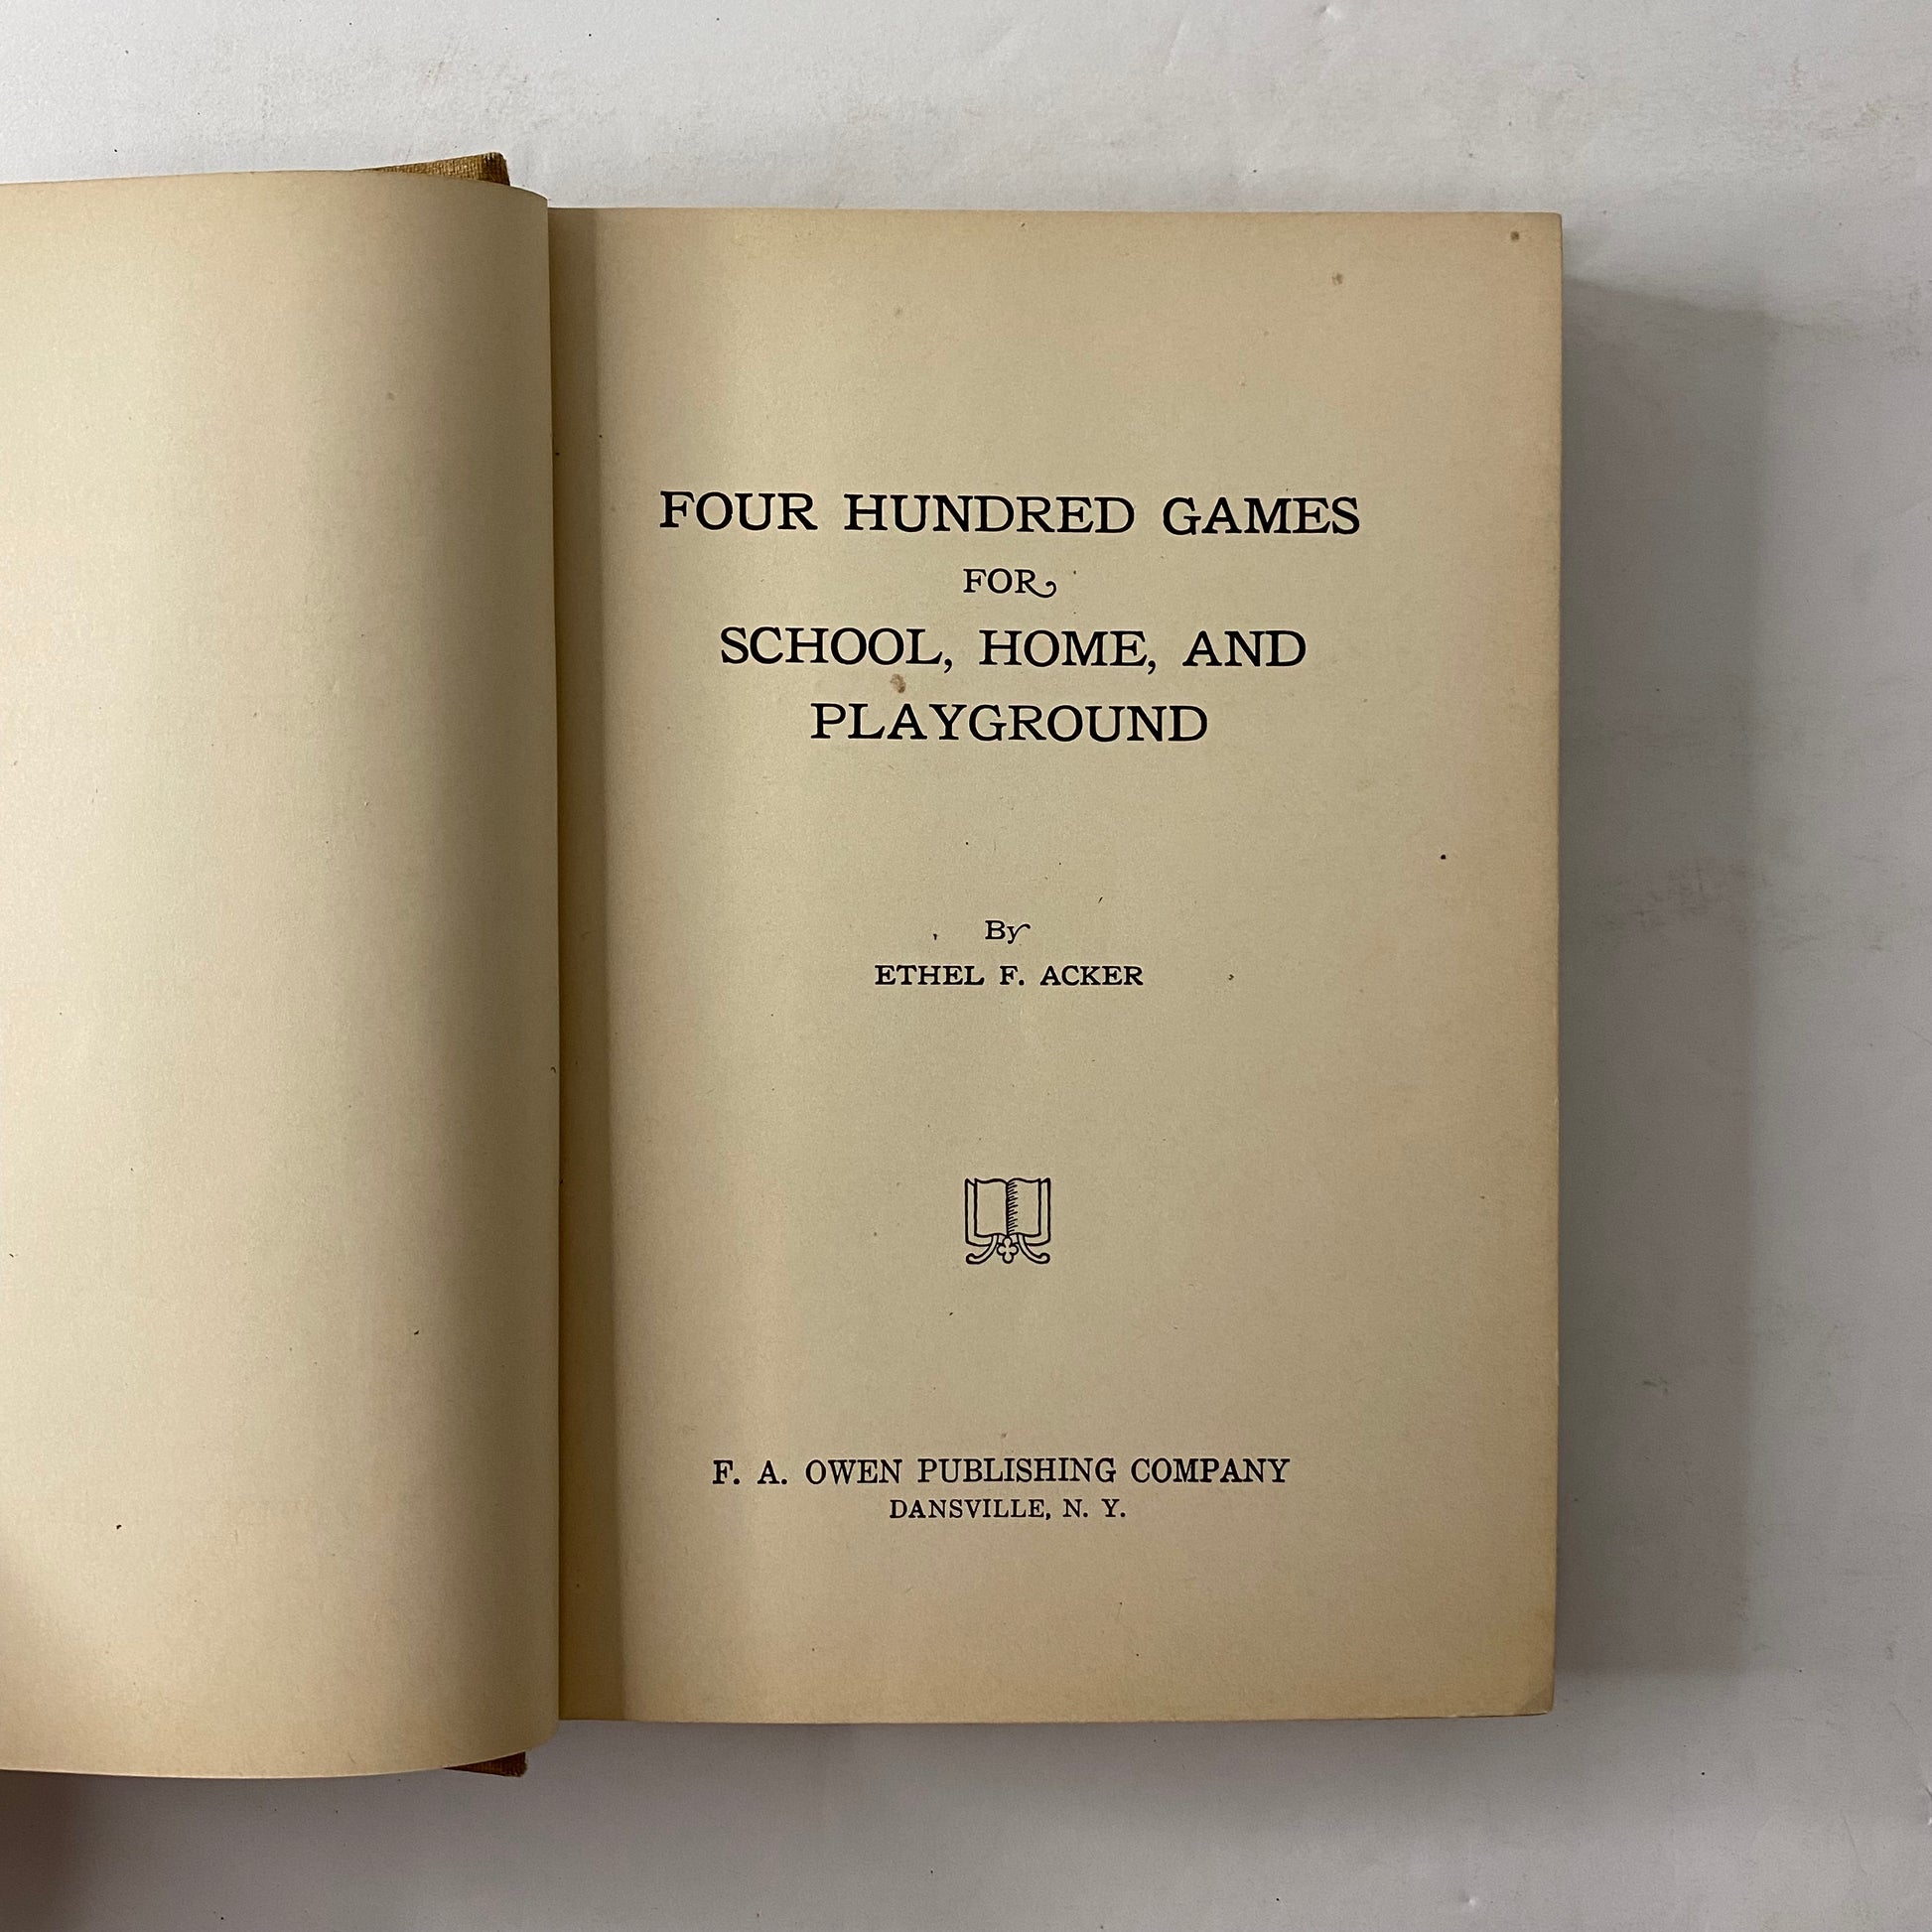 FOUR HUNDRED GAMES
FOR
SCHOOL, HOME, AND
PLAYGROUND
By
ETHEL F. ACKER
F. A. OWEN PUBLISHING COMPANY
DANSVILLE, N. Y.